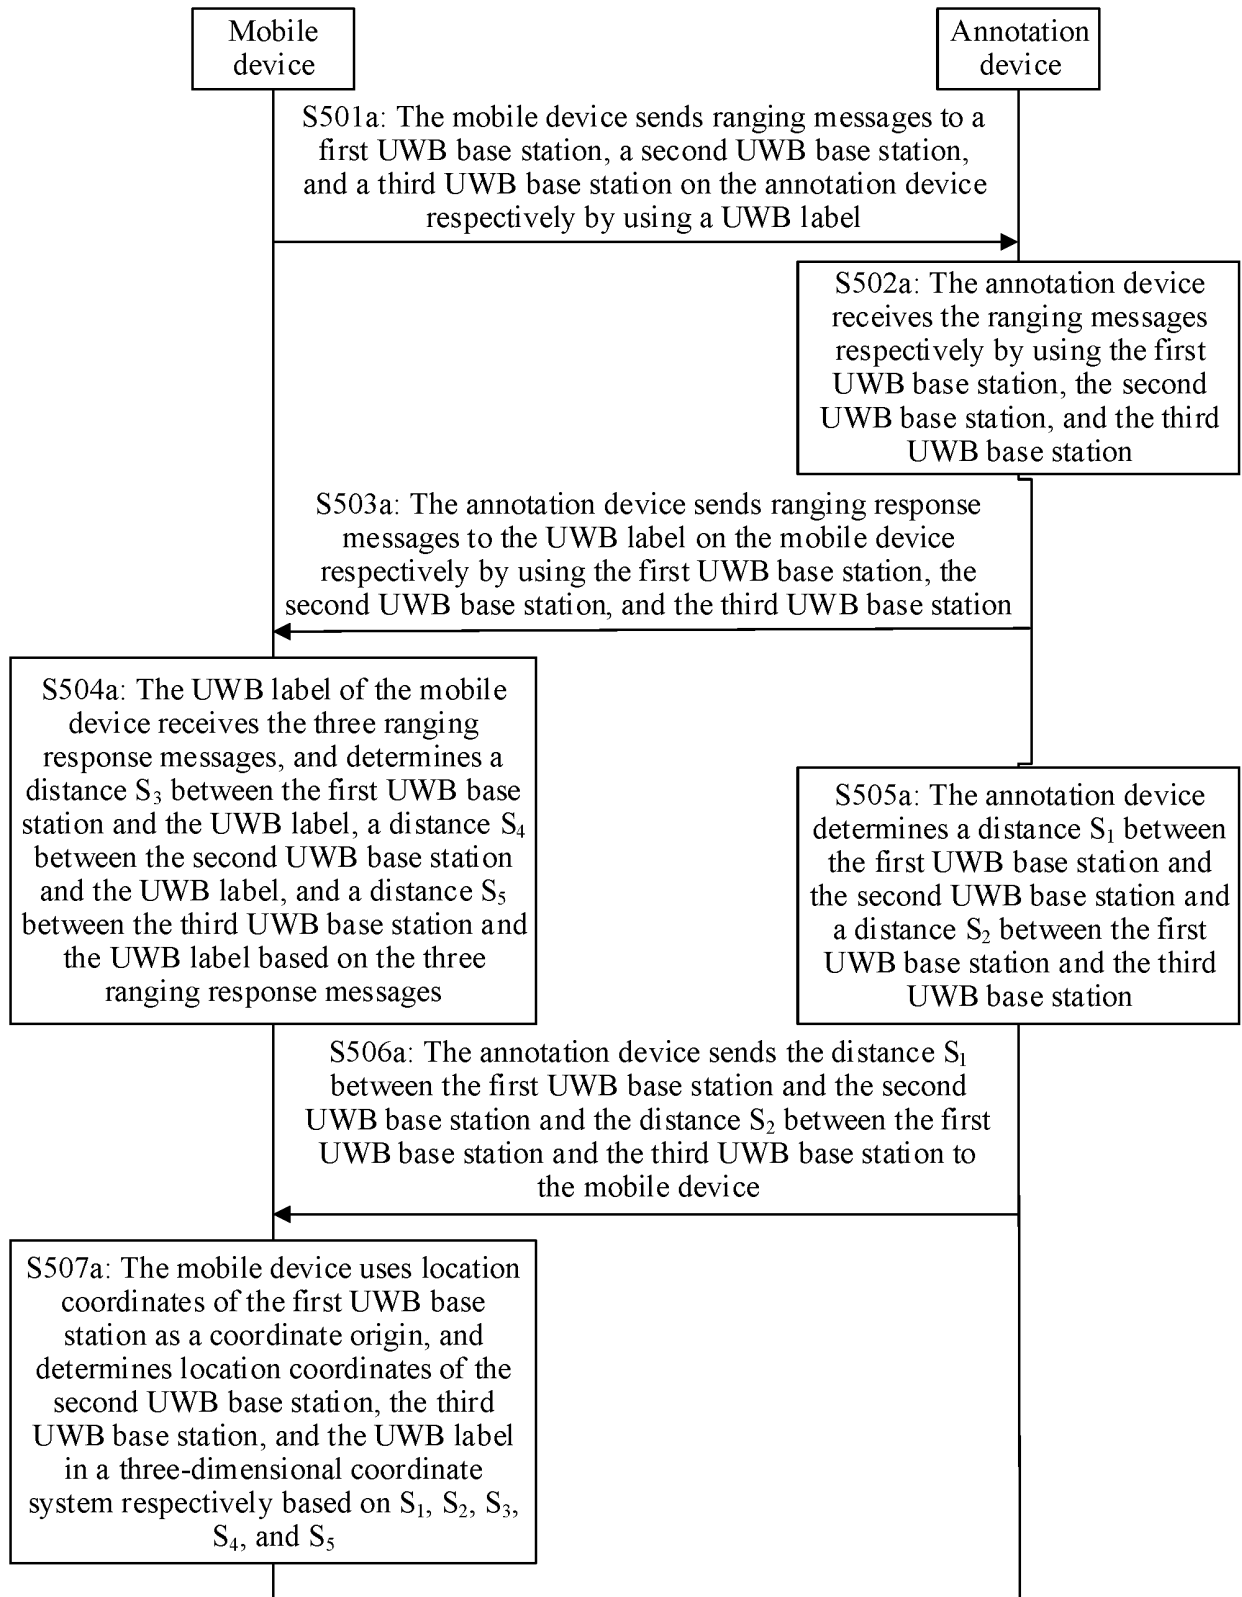 Mobile
device
Annotation
device
S501a: The mobile device sends ranging messages to a
first UWB base station, a second UWB base station,
and a third UWB base station on the annotation device
respectively by using a UWB label
S502a: The annotation device
receives the ranging messages
respectively by using the first
UWB base station, the second
UWB base station, and the third
UWB base station
S503a: The annotation device sends ranging response
messages to the UWB label on the mobile device
respectively by using the first UWB base station, the
second UWB base station, and the third UWB base station
S504a: The UWB label of the mobile
device receives the three ranging
response messages, and determines a
distance S₃ between the first UWB base
station and the UWB label, a distance S₄
between the second UWB base station
and the UWB label, and a distance S₅
between the third UWB base station and
the UWB label based on the three
ranging response messages
S505a: The annotation device
determines a distance S₁ between
the first UWB base station and
the second UWB base station and
a distance S₂ between the first
UWB base station and the third
UWB base station
S506a: The annotation device sends the distance S₁
between the first UWB base station and the second
UWB base station and the distance S₂ between the first
UWB base station and the third UWB base station to
the mobile device
S507a: The mobile device uses location
coordinates of the first UWB base
station as a coordinate origin, and
determines location coordinates of the
second UWB base station, the third
UWB base station, and the UWB label
in a three-dimensional coordinate
system respectively based on S₁, S₂, S₃,
S₄, and S₅